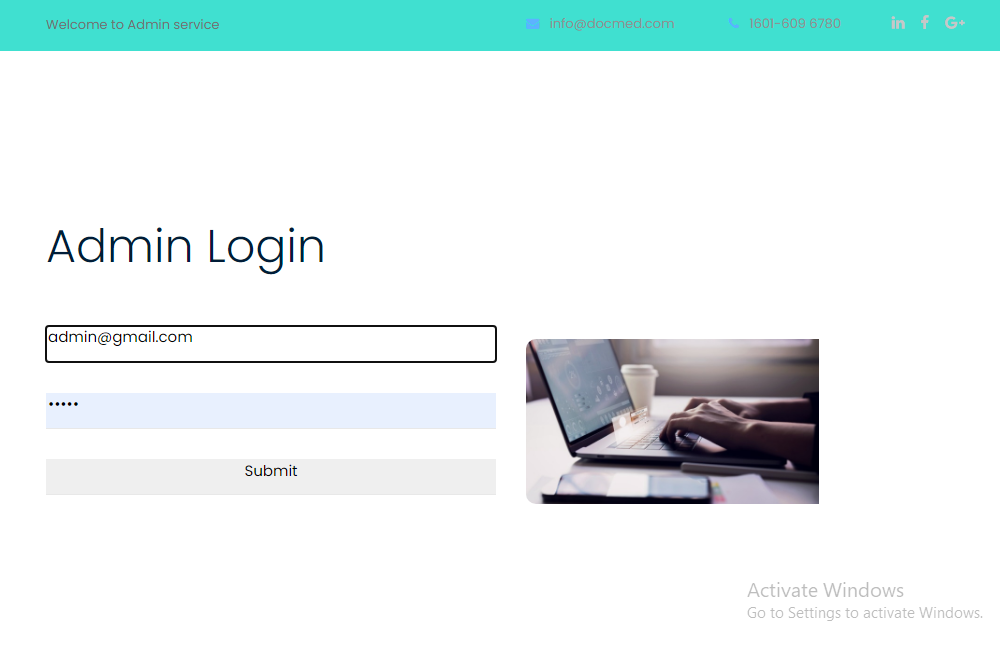 Welcome to Admin service
info@docmed.com
1601-609 6780
Admin Login
admin@gmail.com
•••••
Submit
Activate Windows
Go to Settings to activate Windows.